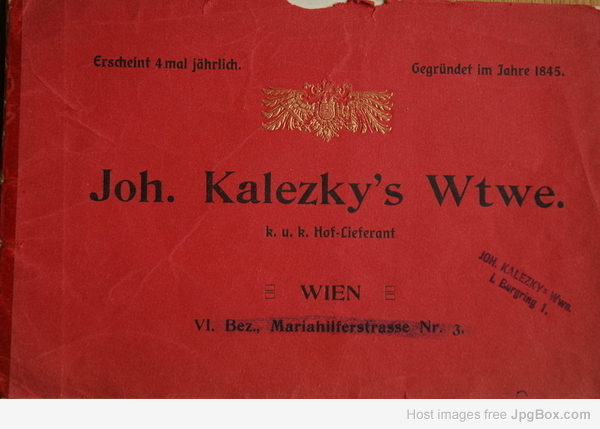 Erscheint 4 mal jährlich.
Gegründet im Jahre 1845.
Joh. Kalezky's Wtwe.
k. u. k. Hof-Lieferant
WIEN
VI. Bez., Mariahilferstrasse Nr. 3.
JOH. KALEZKY's Wwe.
I. Burgring 1.
Host images free JpgBox.com